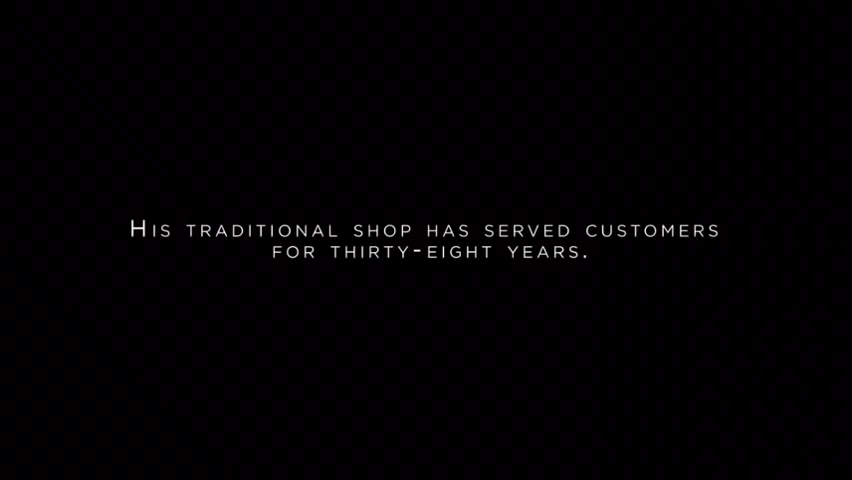 His traditional shop has served customers
for thirty-eight years.